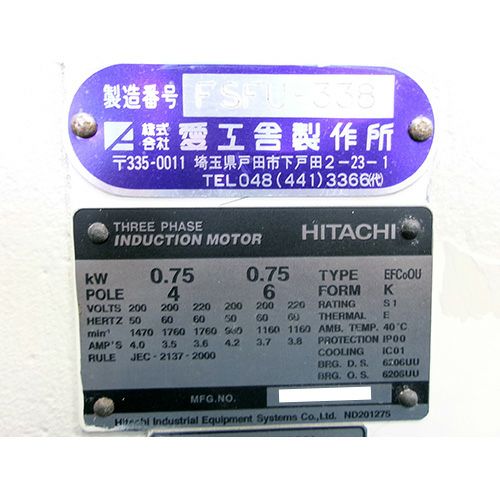 製造番号 FSFU-338
株式会社 愛工舎製作所
〒335-0011 埼玉県戸田市下戸田2-23-1
TEL 048(441)3366㈹
THREE PHASE
INDUCTION MOTOR HITACHI
kW 0.75 0.75 TYPE EFC₀OU
POLE 4 6 FORM K
VOLTS 200 200 220 200 200 220 RATING S1
HERTZ 50 60 60 50 60 60 THERMAL E
min⁻¹ 1470 1760 1760 960 1160 1160 AMB. TEMP. 40°C
AMP'S 4.0 3.5 3.6 4.2 3.7 3.8 PROTECTION IP00
RULE JEC-2137-2000 COOLING IC01
BRG. D. S. 6206UU
BRG. O. S. 6206UU
MFG.NO.
Hitachi Industrial Equipment Systems Co.,Ltd. ND201275